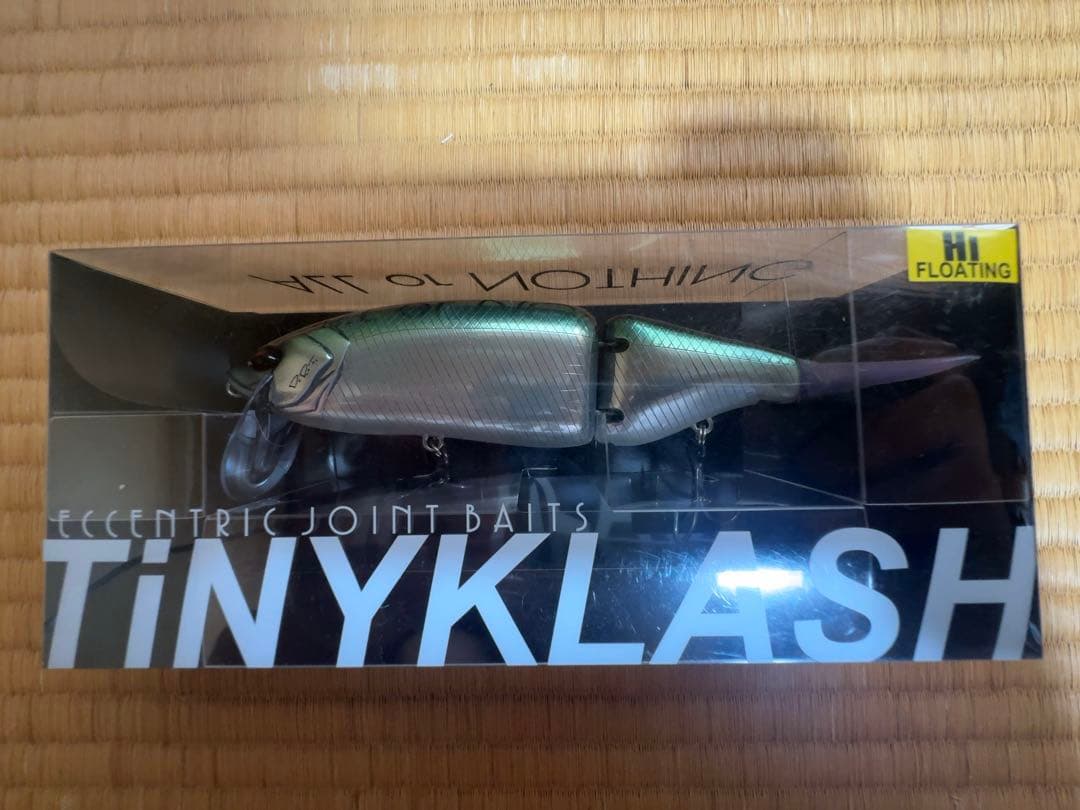 Hi
FLOATING
ALL or NOTHING
ECCENTRIC JOINT BAITS
TiNYKLASH